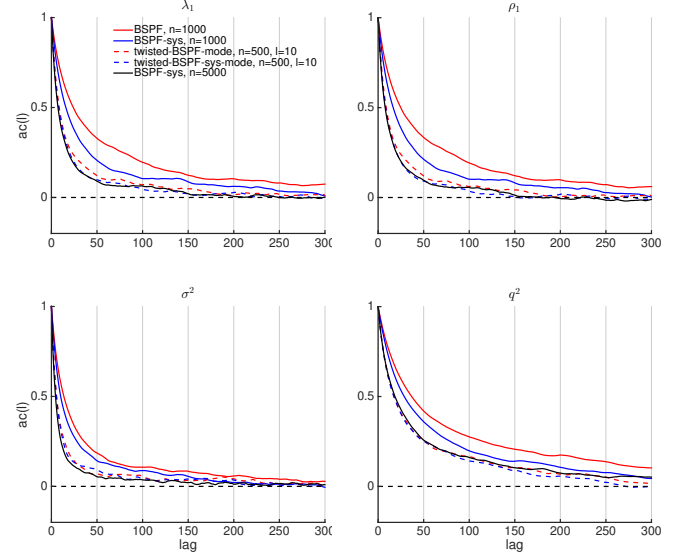 λ₁
1
0.5
0
ac(l)
BSPF, n=1000
BSPF-sys, n=1000
twisted-BSPF-mode, n=500, l=10
twisted-BSPF-sys-mode, n=500, l=10
BSPF-sys, n=5000
0 50 100 150 200 250 300
ρ₁
1
0.5
0
0 50 100 150 200 250 300
σ²
1
0.5
0
ac(l)
0 50 100 150 200 250 300
lag
q²
1
0.5
0
0 50 100 150 200 250 300
lag